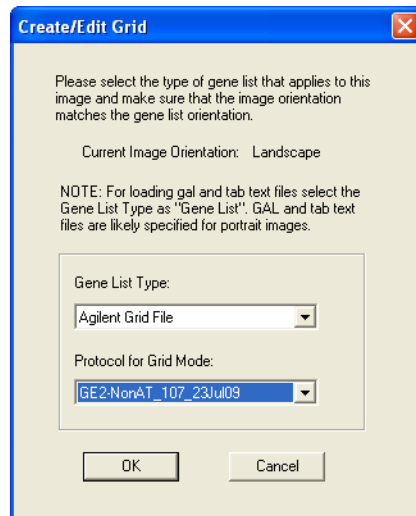 Create/Edit Grid
Please select the type of gene list that applies to this
image and make sure that the image orientation
matches the gene list orientation.
Current Image Orientation: Landscape
NOTE: For loading gal and tab text files select the
Gene List Type as "Gene List". GAL and tab text
files are likely specified for portrait images.
Gene List Type:
Agilent Grid File
Protocol for Grid Mode:
GE2-NonAT_107_23Jul09
OK Cancel